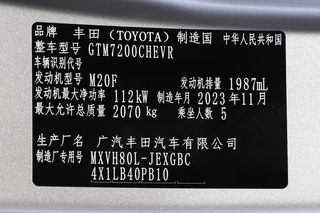 品牌 丰田 (TOYOTA) 制造国 中华人民共和国
整车型号 GTM7200CHEVR
车辆识别代号
发动机型号 M20F 发动机排量 1987mL
发动机最大净功率 112kW 制造年月 2023年11月
最大允许总质量 2070 kg 乘坐人数 5
生产厂名 广汽丰田汽车有限公司
制造厂专用号 MXVH80L-JEXGBC
4X1LB40PB10